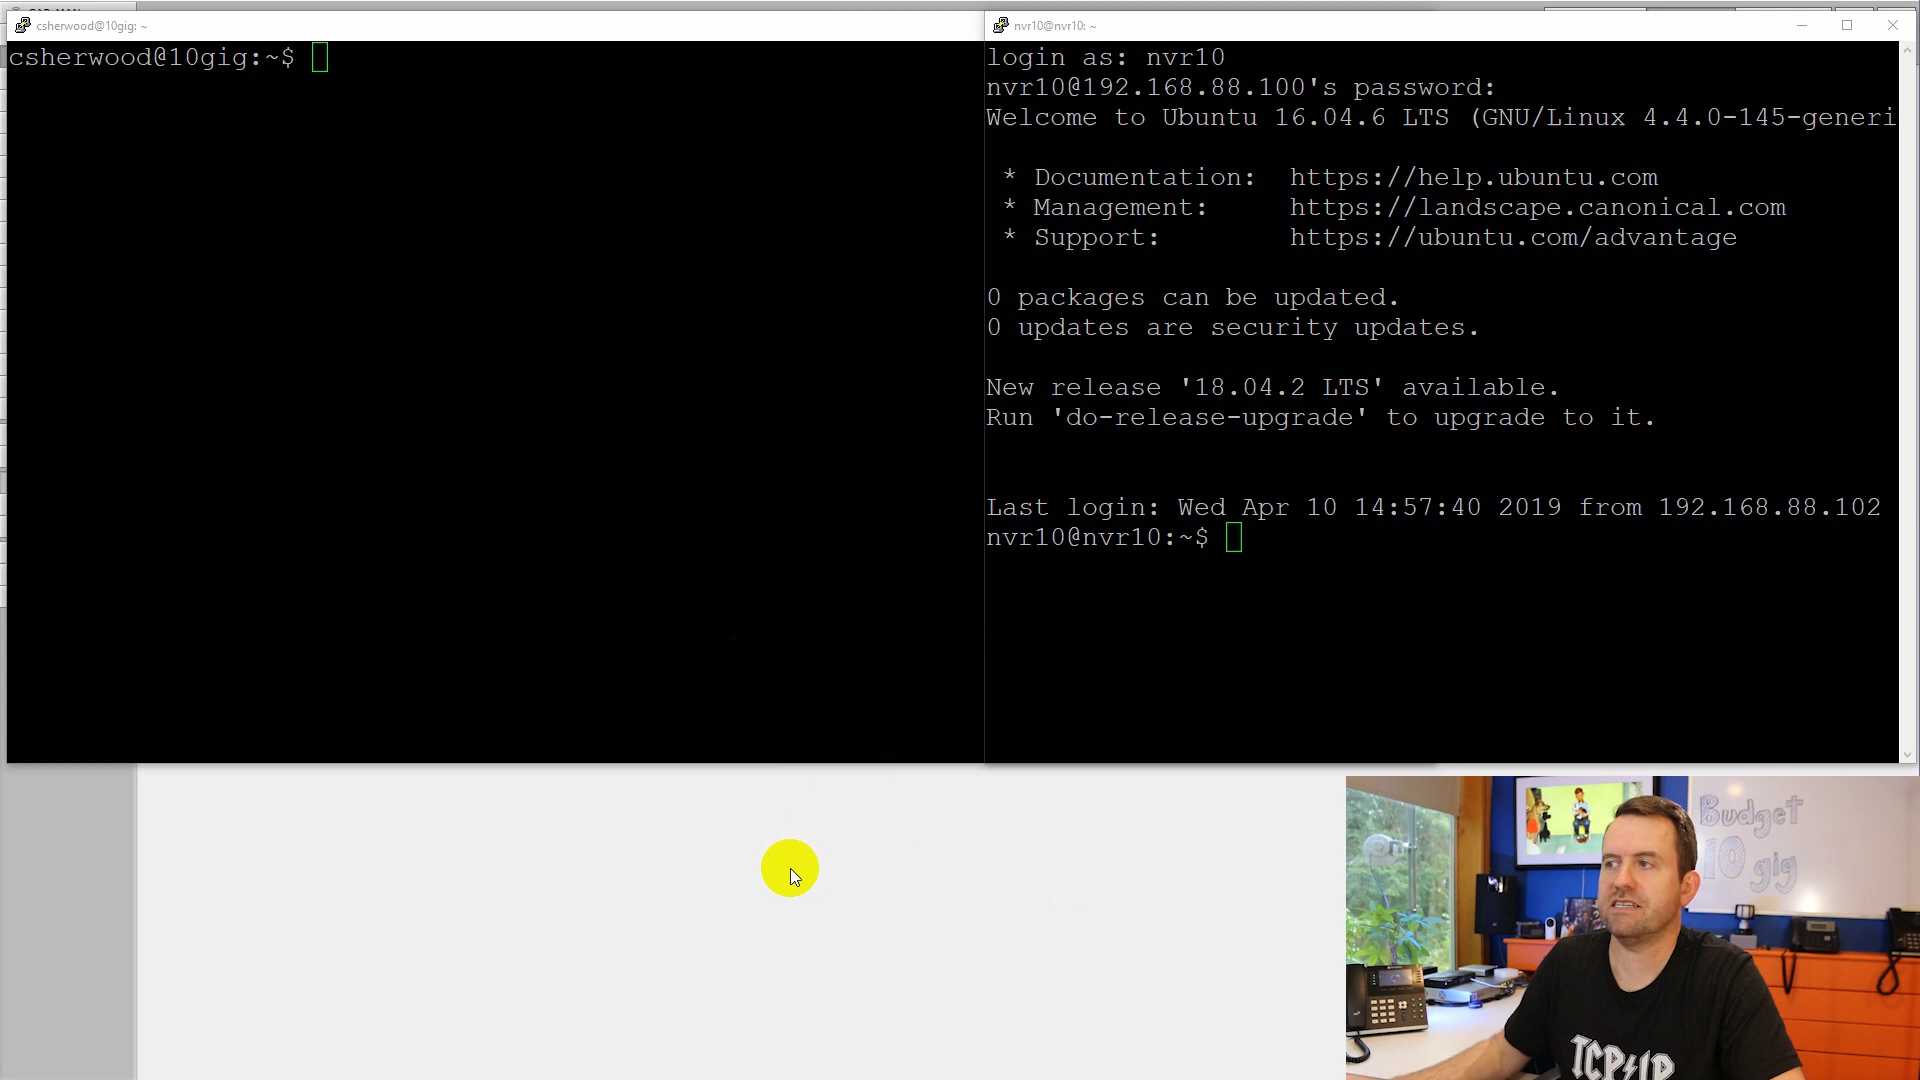 csherwood@10gig: ~
csherwood@10gig:~$
nvr10@nvr10: ~
login as: nvr10
nvr10@192.168.88.100's password:
Welcome to Ubuntu 16.04.6 LTS (GNU/Linux 4.4.0-145-generi
* Documentation: https://help.ubuntu.com
* Management: https://landscape.canonical.com
* Support: https://ubuntu.com/advantage
0 packages can be updated.
0 updates are security updates.
New release '18.04.2 LTS' available.
Run 'do-release-upgrade' to upgrade to it.
Last login: Wed Apr 10 14:57:40 2019 from 192.168.88.102
nvr10@nvr10:~$
Budget
10 gig
TCP/IP